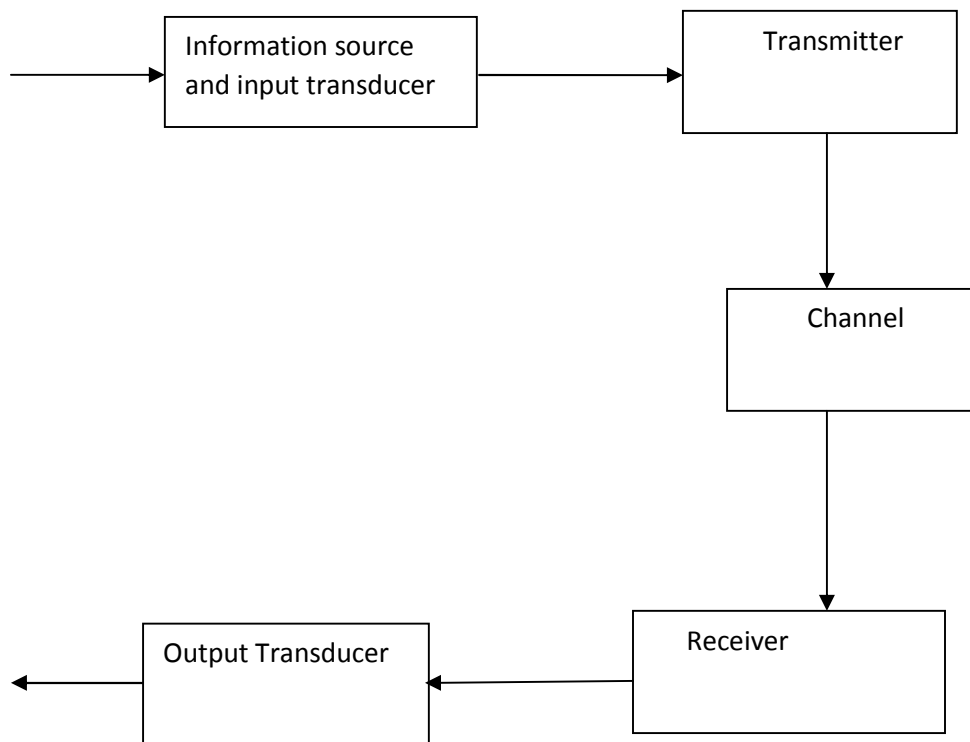 Information source
and input transducer
Transmitter
Channel
Receiver
Output Transducer